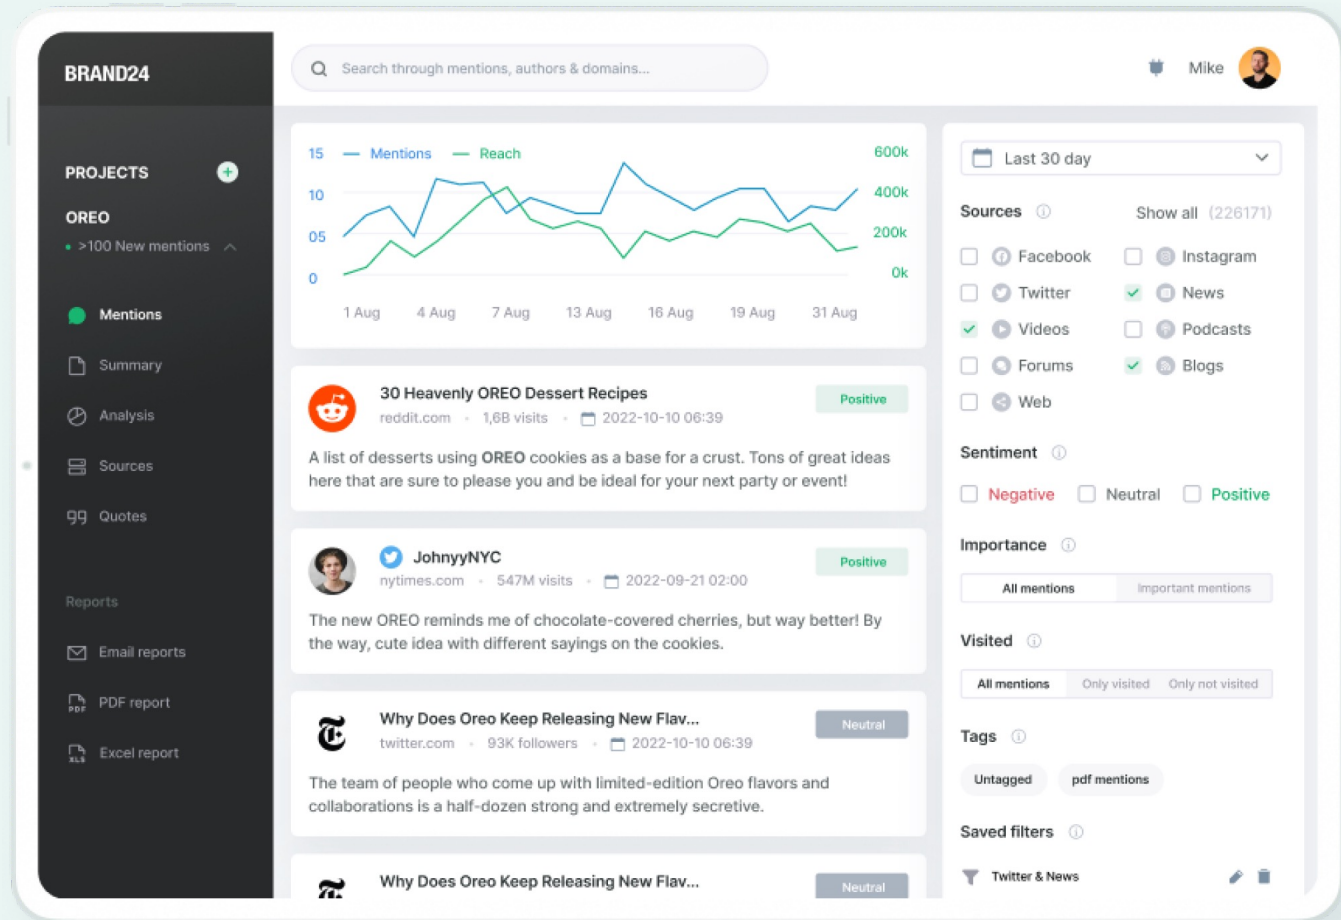 BRAND24
PROJECTS
OREO
>100 New mentions
Mentions
Summary
Analysis
Sources
Quotes
Reports
Email reports
PDF
PDF report
XLS
Excel report
Search through mentions, authors & domains...
Mike
15 Mentions Reach 600k
10 400k
05 200k
0 0k
1 Aug 4 Aug 7 Aug 13 Aug 16 Aug 19 Aug 31 Aug
30 Heavenly OREO Dessert Recipes
Positive
reddit.com • 1,6B visits • 2022-10-10 06:39
A list of desserts using OREO cookies as a base for a crust. Tons of great ideas
here that are sure to please you and be ideal for your next party or event!
JohnyyNYC
Positive
nytimes.com • 547M visits • 2022-09-21 02:00
The new OREO reminds me of chocolate-covered cherries, but way better! By
the way, cute idea with different sayings on the cookies.
Why Does Oreo Keep Releasing New Flav...
Neutral
twitter.com • 93K followers • 2022-10-10 06:39
The team of people who come up with limited-edition Oreo flavors and
collaborations is a half-dozen strong and extremely secretive.
Why Does Oreo Keep Releasing New Flav...
Neutral
Last 30 day
Sources Show all (226171)
Facebook Instagram
Twitter News
Videos Podcasts
Forums Blogs
Web
Sentiment
Negative Neutral Positive
Importance
All mentions Important mentions
Visited
All mentions Only visited Only not visited
Tags
Untagged pdf mentions
Saved filters
Twitter & News